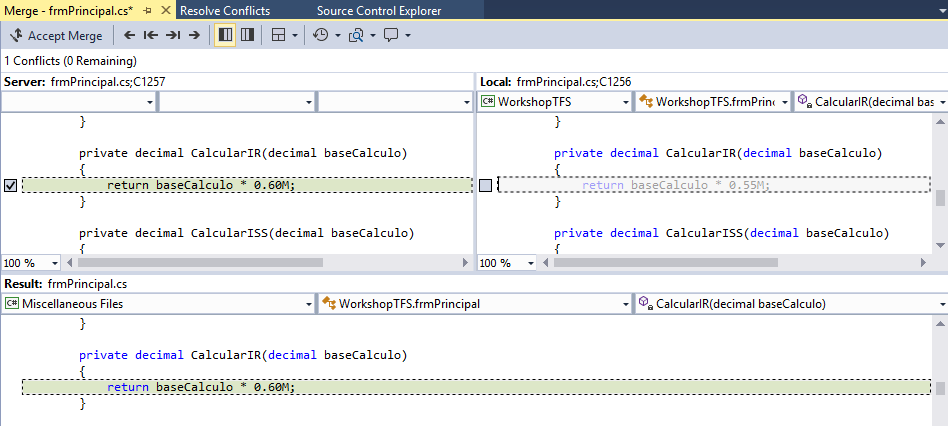 Merge - frmPrincipal.cs* Resolve Conflicts Source Control Explorer
Accept Merge
1 Conflicts (0 Remaining)
Server: frmPrincipal.cs;C1257
}
private decimal CalcularIR(decimal baseCalculo)
{
return baseCalculo * 0.60M;
}
private decimal CalcularISS(decimal baseCalculo)
{
100 %
Local: frmPrincipal.cs;C1256
C# WorkshopTFS WorkshopTFS.frmPrin CalcularIR(decimal bas
}
private decimal CalcularIR(decimal baseCalculo)
{
return baseCalculo * 0.55M;
}
private decimal CalcularISS(decimal baseCalculo)
{
100 %
Result: frmPrincipal.cs
C# Miscellaneous Files WorkshopTFS.frmPrincipal CalcularIR(decimal baseCalculo)
}
private decimal CalcularIR(decimal baseCalculo)
{
return baseCalculo * 0.60M;
}